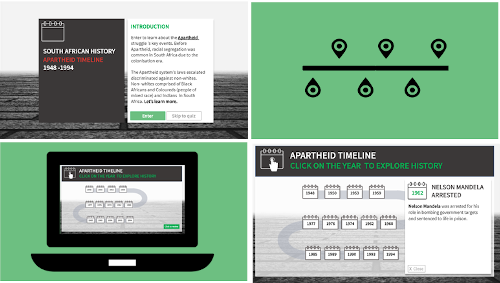 SOUTH AFRICAN HISTORY
APARTHEID TIMELINE
1948 -1994
INTRODUCTION
Enter to learn about the Apartheid
struggle's key events. Before
Apartheid, racial segregation was
common in South Africa due to the
colonisation era.
The Apartheid system's laws escalated
discriminated against non-whites.
Non- whites comprised of Black
Africans and Coloureds (people of
mixed race) and Indians in South
Africa. Let's learn more.
Enter
Skip to quiz
APARTHEID TIMELINE
CLICK ON THE YEAR TO EXPLORE HISTORY
APARTHEID TIMELINE
CLICK ON THE YEAR TO EXPLORE HISTORY
1948 1950 1953 1959
1962
NELSON MANDELA
ARRESTED
Nelson Mandela was arrested for his
role in bombing government targets
and sentenced to life in prison.
1977 1976 1974 1962 1960
1985 1989 1990 1993 1994
Close